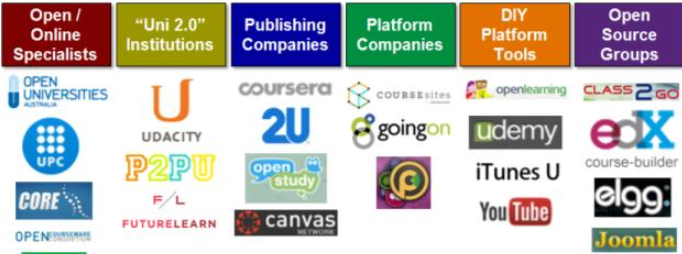 Open /
Online
Specialists
"Uni 2.0"
Institutions
Publishing
Companies
Platform
Companies
DIY
Platform
Tools
Open
Source
Groups
OPEN
UNIVERSITIES
AUSTRALIA
UPC
CORE
OPENCOURSEWARE
CONSORTIUM
UDACITY
P2PU
F/L
FUTURELEARN
coursera
2U
open
study
canvas
NETWORK
COURSEsites
goingon
P
openlearning
udemy
iTunes U
YouTube
CLASS2GO
edX
course-builder
elgg
Joomla